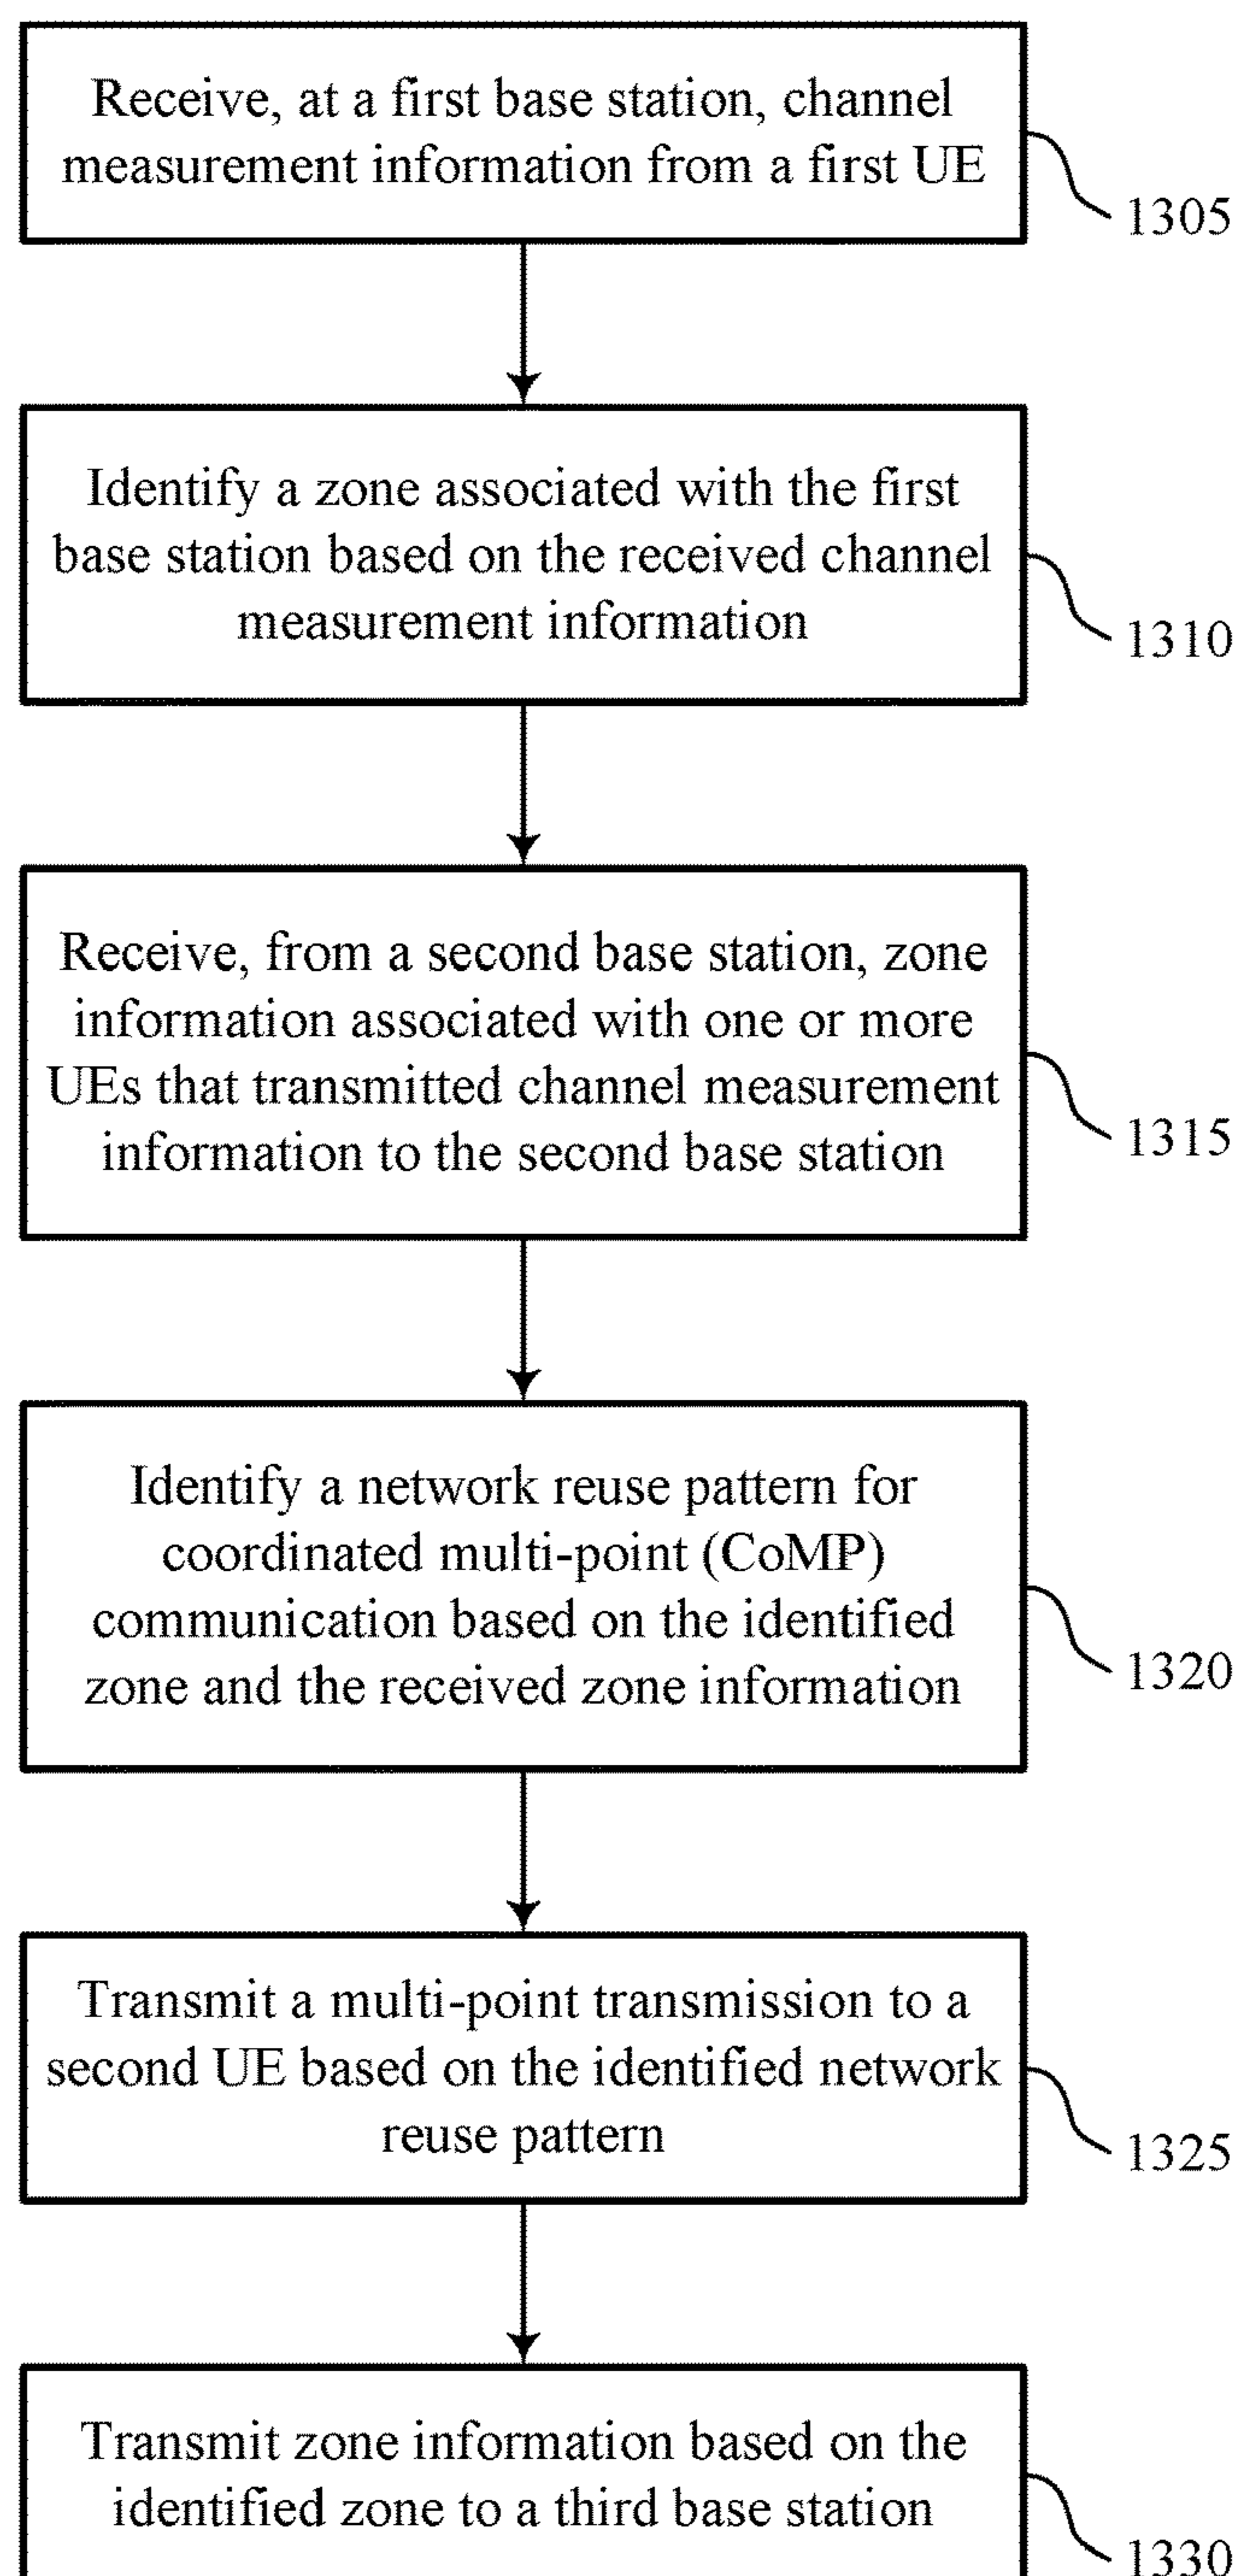 Receive, at a first base station, channel
measurement information from a first UE
1305
Identify a zone associated with the first
base station based on the received channel
measurement information
1310
Receive, from a second base station, zone
information associated with one or more
UEs that transmitted channel measurement
information to the second base station
1315
Identify a network reuse pattern for
coordinated multi-point (CoMP)
communication based on the identified
zone and the received zone information
1320
Transmit a multi-point transmission to a
second UE based on the identified network
reuse pattern
1325
Transmit zone information based on the
identified zone to a third base station
1330